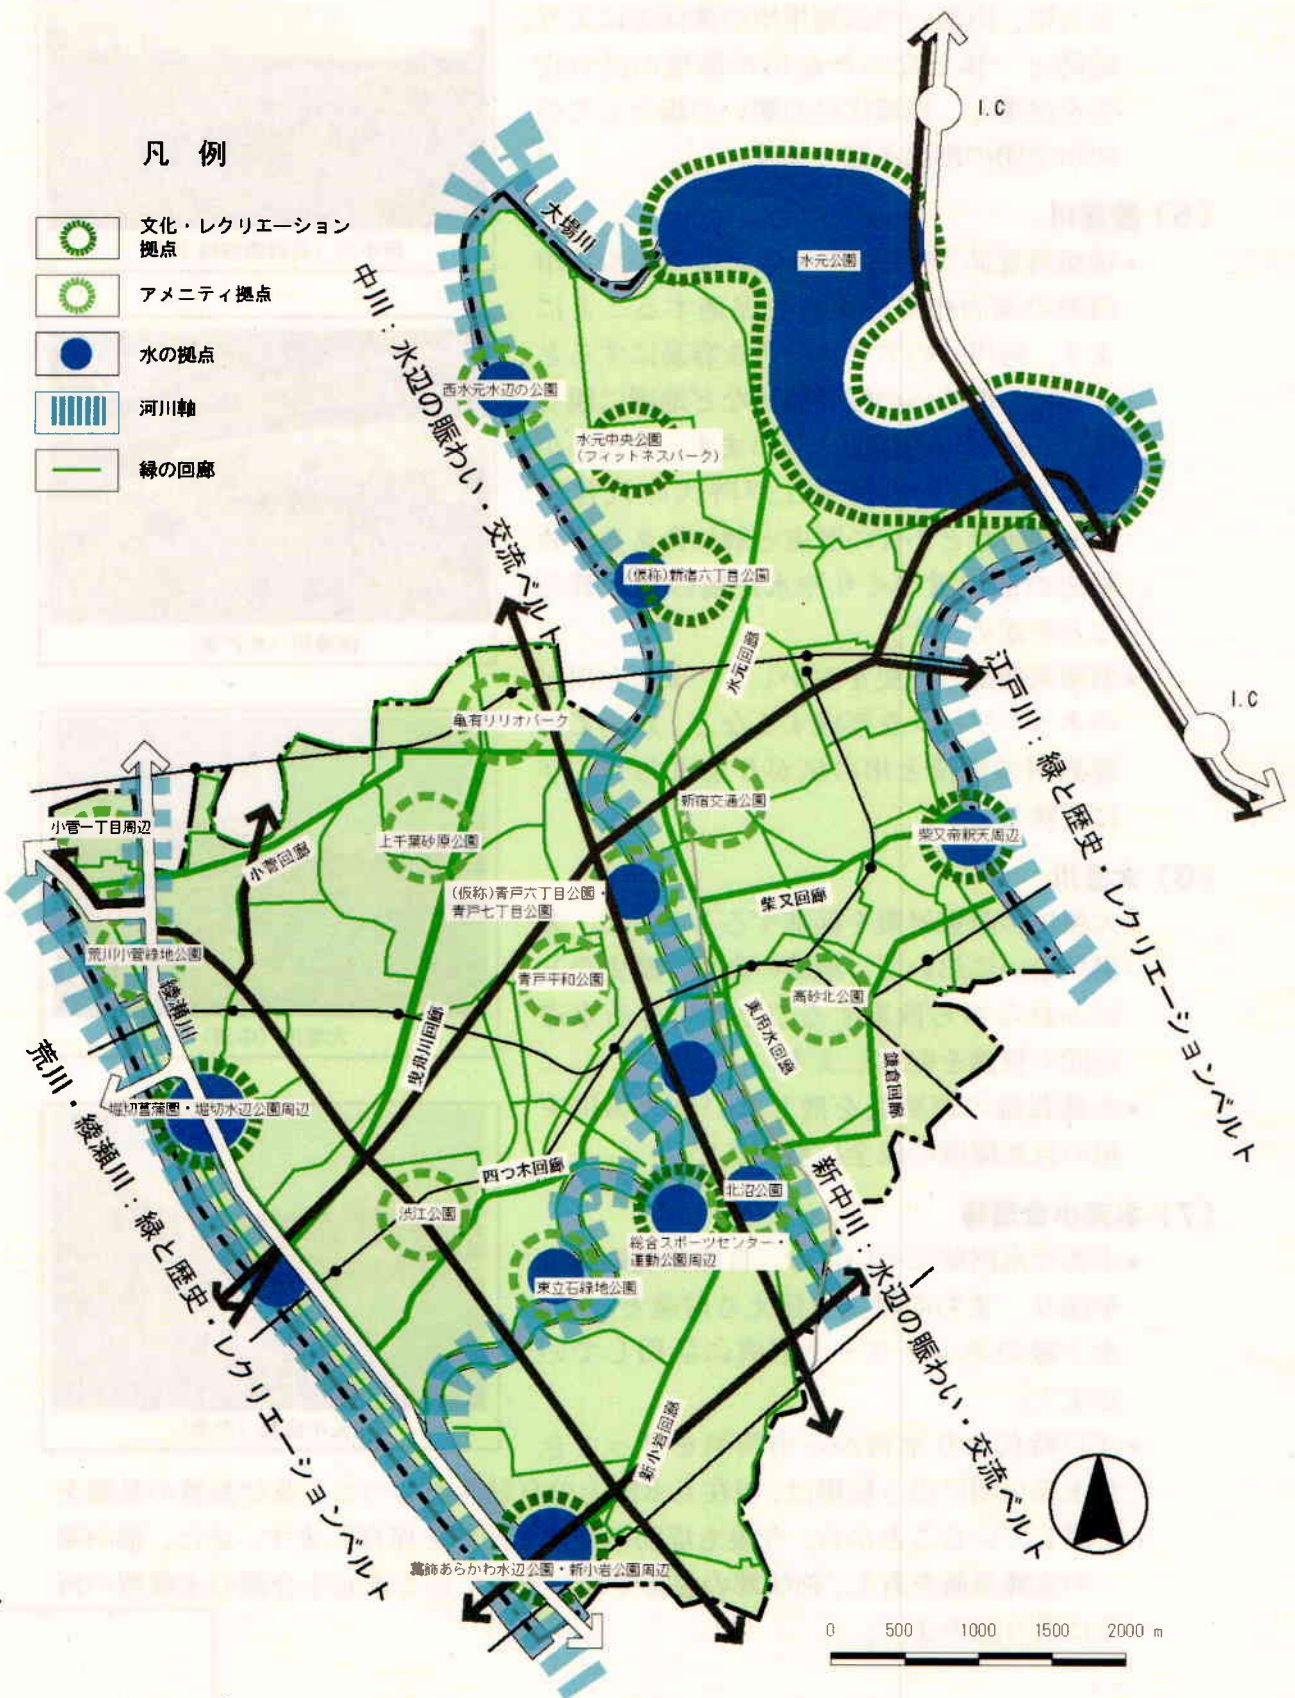 凡 例
文化・レクリエーション
拠点
アメニティ拠点
水の拠点
河川軸
緑の回廊
I.C
大場川
水元公園
中川：水辺の賑わい・交流ベルト
西水元水辺の公園
水元中央公園
(フィットネスパーク)
(仮称)新宿六丁目公園
水元回廊
江戸川：緑と歴史・レクリエーションベルト
I.C
亀有リリオパーク
新宿交通公園
小菅一丁目周辺
上千葉砂原公園
柴又帝釈天周辺
小菅回廊
(仮称)青戸六丁目公園・
青戸七丁目公園
柴又回廊
荒川小菅緑地公園
青戸平和公園
高砂北公園
綾瀬川
曳舟川回廊
東用水回廊
鎌倉回廊
荒川・綾瀬川：緑と歴史・レクリエーションベルト
堀切菖蒲園・堀切水辺公園周辺
四つ木回廊
北沼公園
新中川：水辺の賑わい・交流ベルト
渋江公園
総合スポーツセンター・
運動公園周辺
東立石緑地公園
新小岩回廊
葛飾あらかわ水辺公園・新小岩公園周辺
0 500 1000 1500 2000 m